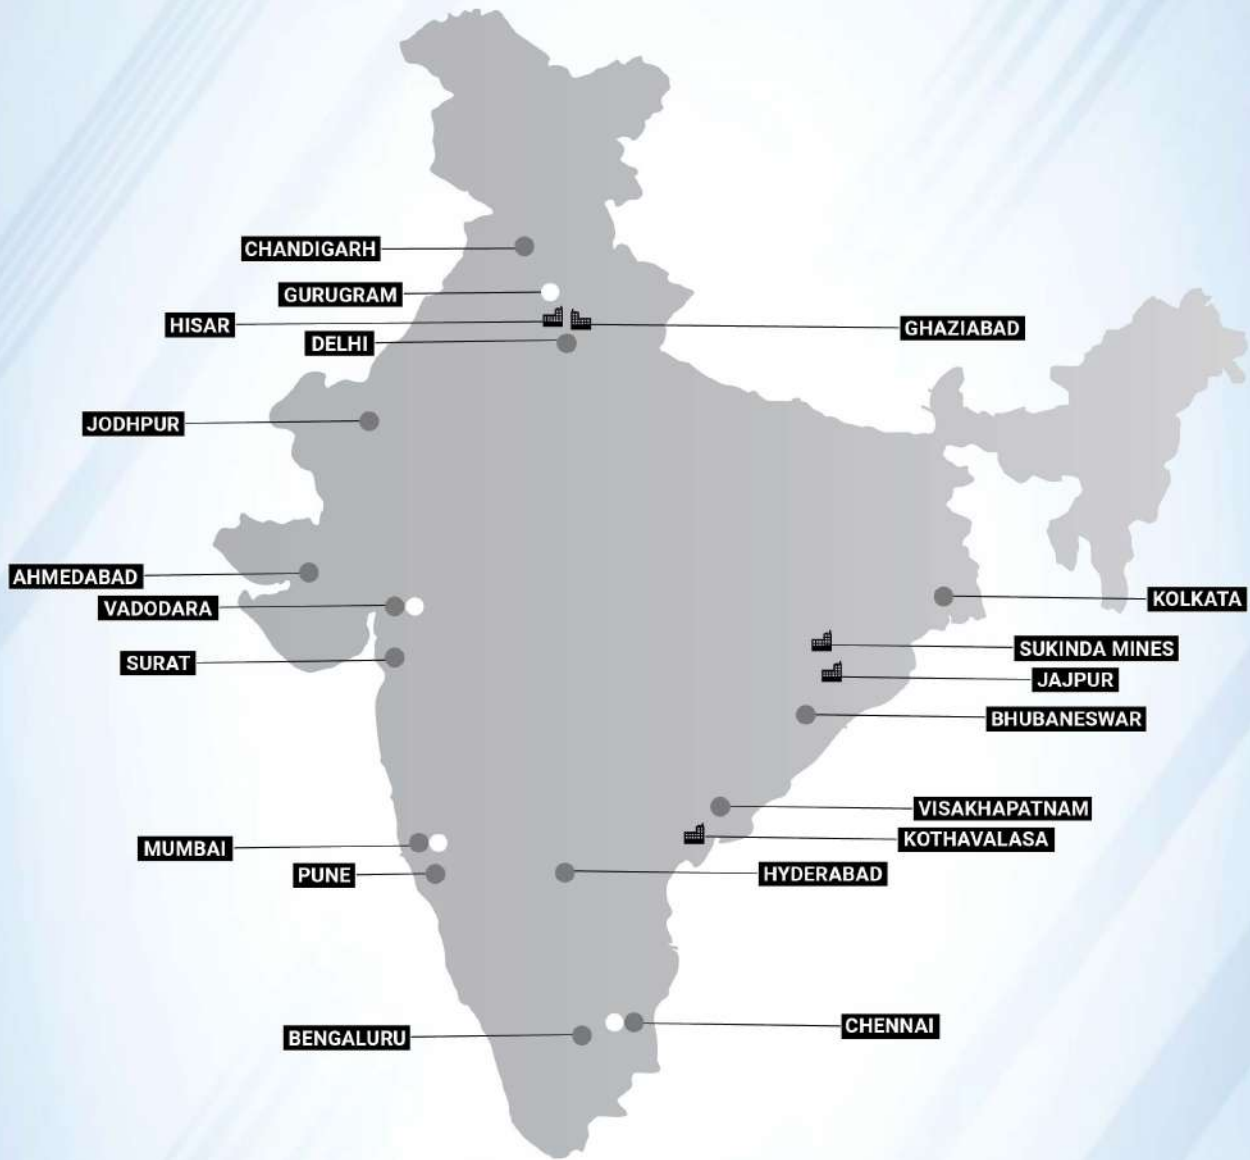 CHANDIGARH
GURUGRAM
HISAR
GHAZIABAD
DELHI
JODHPUR
AHMEDABAD
VADODARA
KOLKATA
SURAT
SUKINDA MINES
JAJPUR
BHUBANESWAR
VISAKHAPATNAM
KOTHAVALASA
MUMBAI
PUNE
HYDERABAD
BENGALURU
CHENNAI